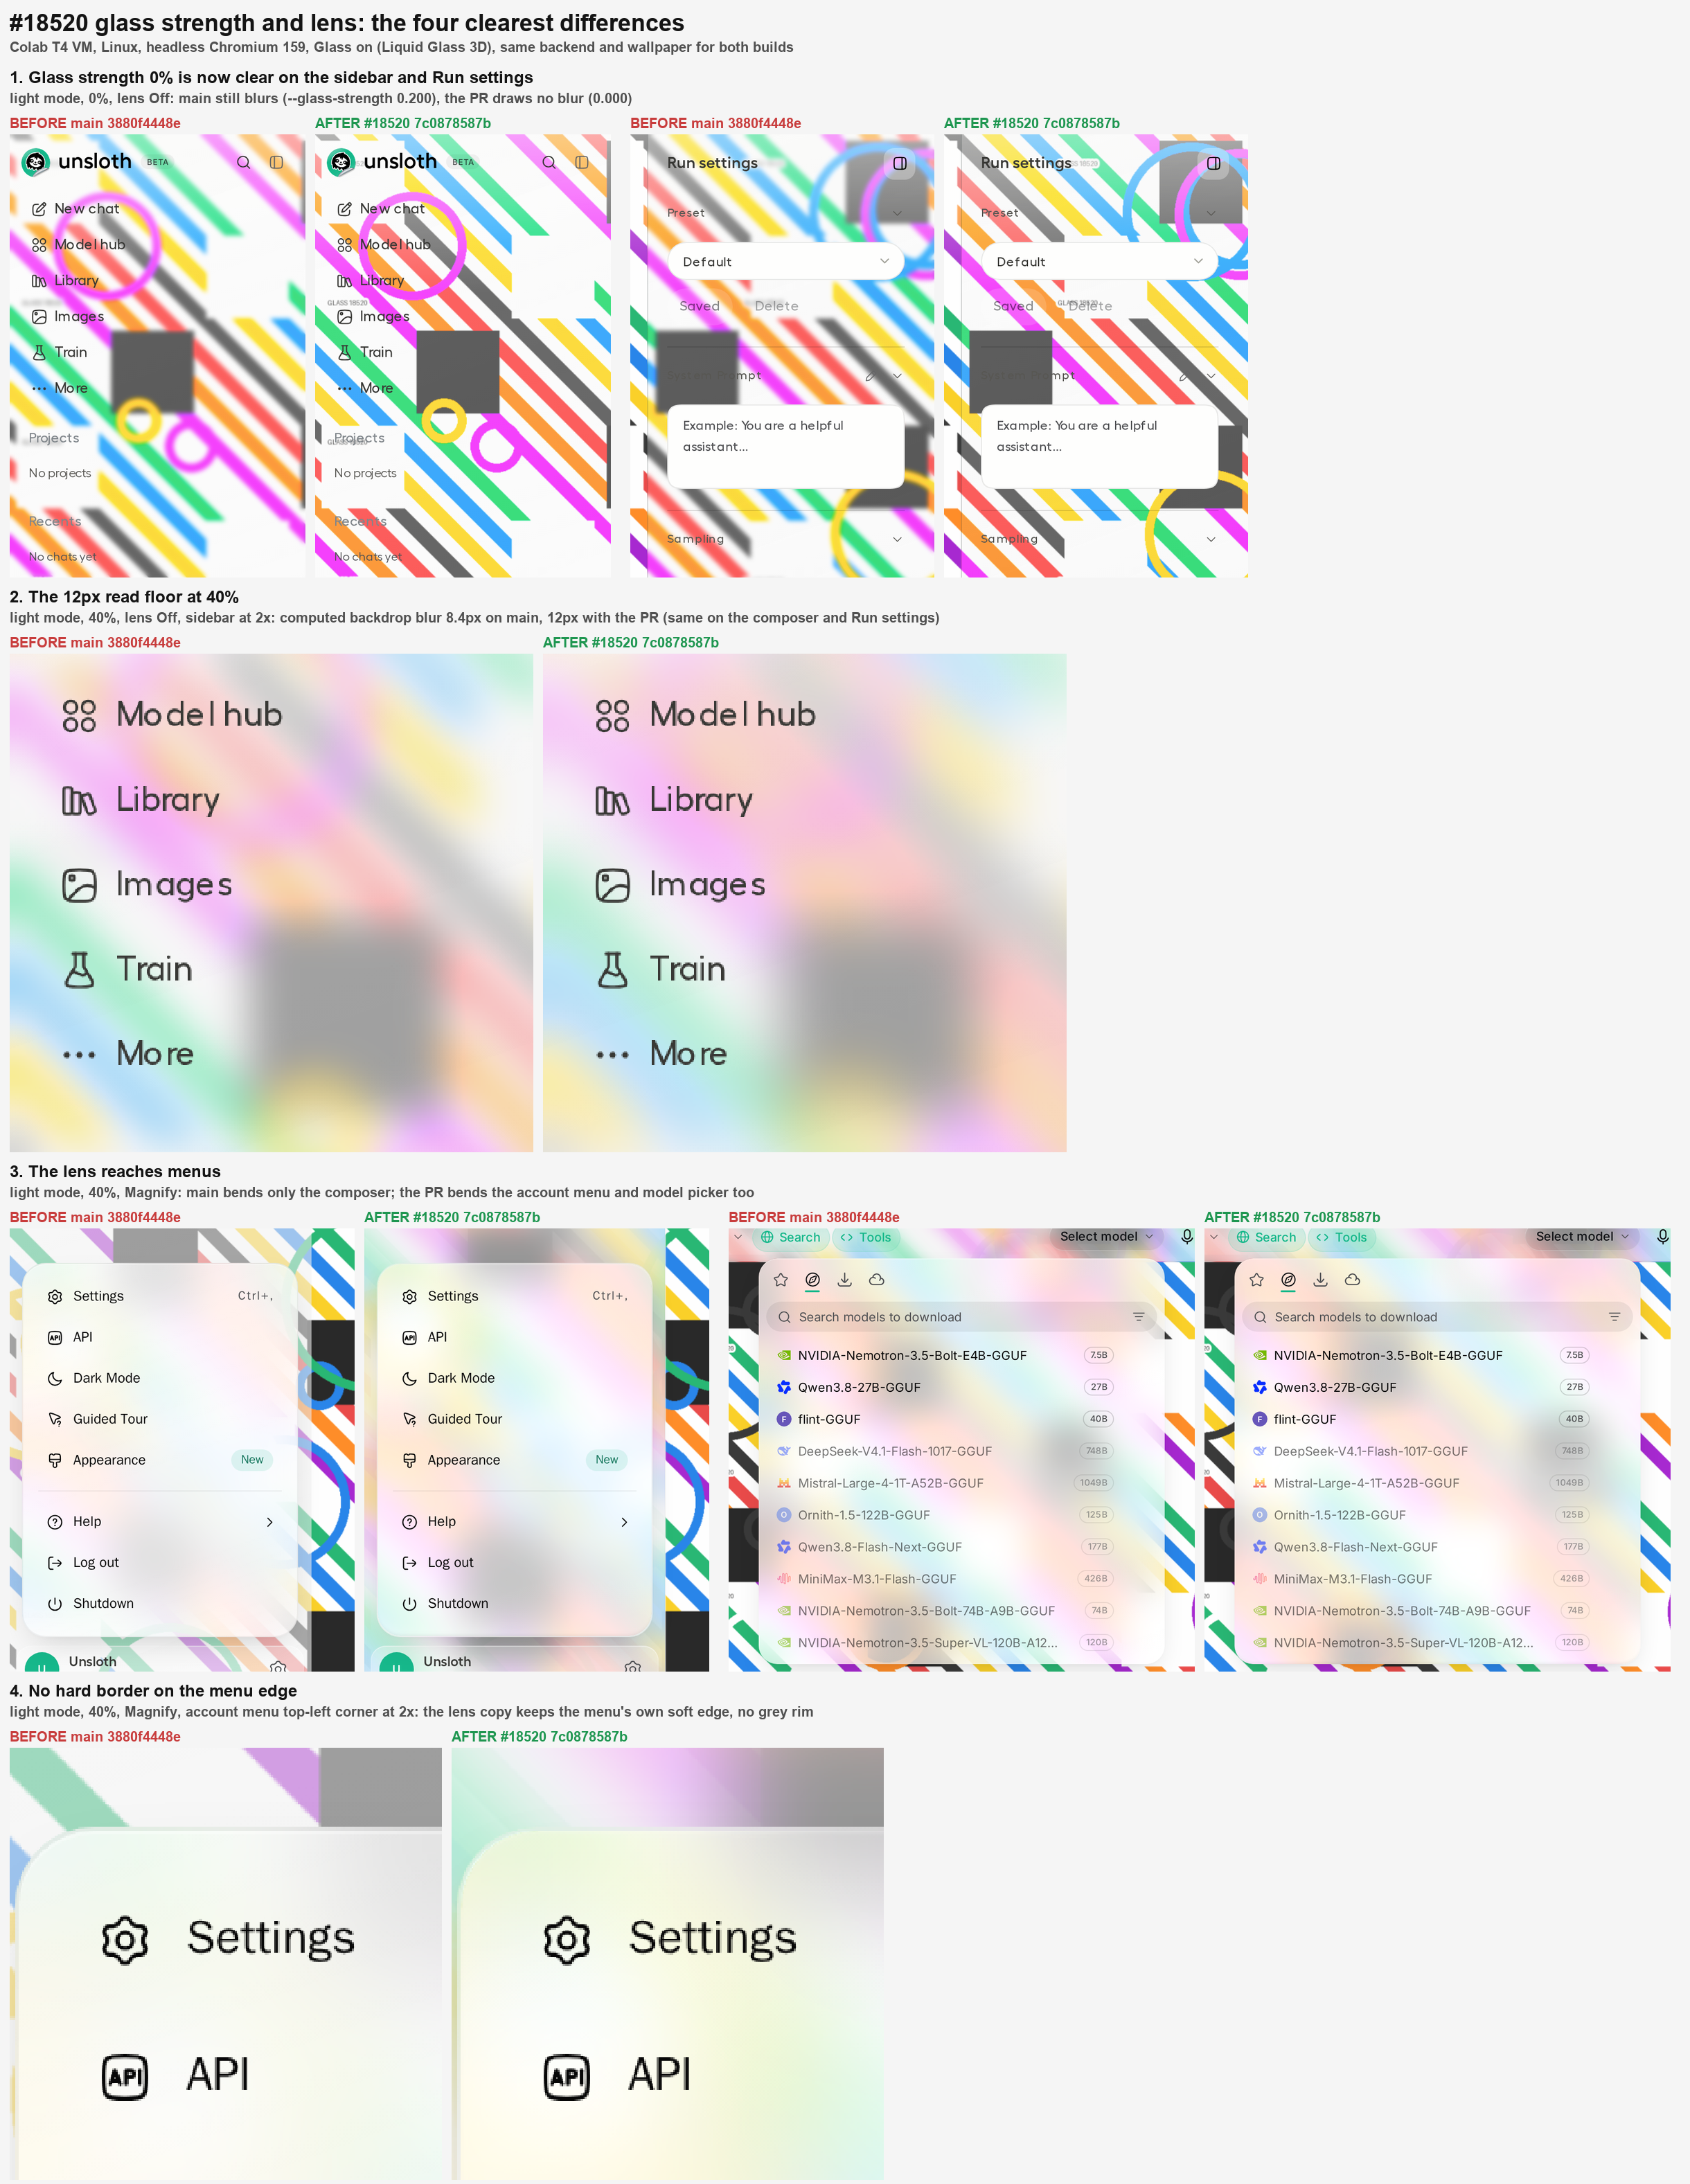 #18520 glass strength and lens: the four clearest differences
Colab T4 VM, Linux, headless Chromium 159, Glass on (Liquid Glass 3D), same backend and wallpaper for both builds
1. Glass strength 0% is now clear on the sidebar and Run settings
light mode, 0%, lens Off: main still blurs (--glass-strength 0.200), the PR draws no blur (0.000)
BEFORE main 3880f4448e
AFTER #18520 7c0878587b
BEFORE main 3880f4448e
AFTER #18520 7c0878587b
unsloth BETA
New chat
Model hub
Library
Images
Train
More
Projects
No projects
Recents
No chats yet
unsloth BETA
New chat
Model hub
Library
GLASS 18520
Images
Train
More
Projects
No projects
Recents
No chats yet
Run settings
Preset
Default
Saved Delete
System Prompt
Example: You are a helpful
assistant...
Sampling
Run settings
Preset
Default
Saved Delete
GLASS 18520
System Prompt
Example: You are a helpful
assistant...
Sampling
2. The 12px read floor at 40%
light mode, 40%, lens Off, sidebar at 2x: computed backdrop blur 8.4px on main, 12px with the PR (same on the composer and Run settings)
BEFORE main 3880f4448e
AFTER #18520 7c0878587b
Model hub
Library
Images
Train
More
Model hub
Library
Images
Train
More
3. The lens reaches menus
light mode, 40%, Magnify: main bends only the composer; the PR bends the account menu and model picker too
BEFORE main 3880f4448e
AFTER #18520 7c0878587b
BEFORE main 3880f4448e
AFTER #18520 7c0878587b
Settings Ctrl+,
API API
Dark Mode
Guided Tour
Appearance New
Help
Log out
Shutdown
U Unsloth
Settings Ctrl+,
API API
Dark Mode
Guided Tour
Appearance New
Help
Log out
Shutdown
U Unsloth
Search Tools Select model
Search models to download
NVIDIA-Nemotron-3.5-Bolt-E4B-GGUF 7.5B
Qwen3.8-27B-GGUF 27B
F flint-GGUF 40B
DeepSeek-V4.1-Flash-1017-GGUF 748B
Mistral-Large-4-1T-A52B-GGUF 1049B
Ornith-1.5-122B-GGUF 125B
Qwen3.8-Flash-Next-GGUF 177B
MiniMax-M3.1-Flash-GGUF 426B
NVIDIA-Nemotron-3.5-Bolt-74B-A9B-GGUF 74B
NVIDIA-Nemotron-3.5-Super-VL-120B-A12... 120B
Search Tools Select model
Search models to download
NVIDIA-Nemotron-3.5-Bolt-E4B-GGUF 7.5B
Qwen3.8-27B-GGUF 27B
F flint-GGUF 40B
DeepSeek-V4.1-Flash-1017-GGUF 748B
Mistral-Large-4-1T-A52B-GGUF 1049B
Ornith-1.5-122B-GGUF 125B
Qwen3.8-Flash-Next-GGUF 177B
MiniMax-M3.1-Flash-GGUF 426B
NVIDIA-Nemotron-3.5-Bolt-74B-A9B-GGUF 74B
NVIDIA-Nemotron-3.5-Super-VL-120B-A12... 120B
4. No hard border on the menu edge
light mode, 40%, Magnify, account menu top-left corner at 2x: the lens copy keeps the menu's own soft edge, no grey rim
BEFORE main 3880f4448e
AFTER #18520 7c0878587b
Settings
API API
Settings
API API